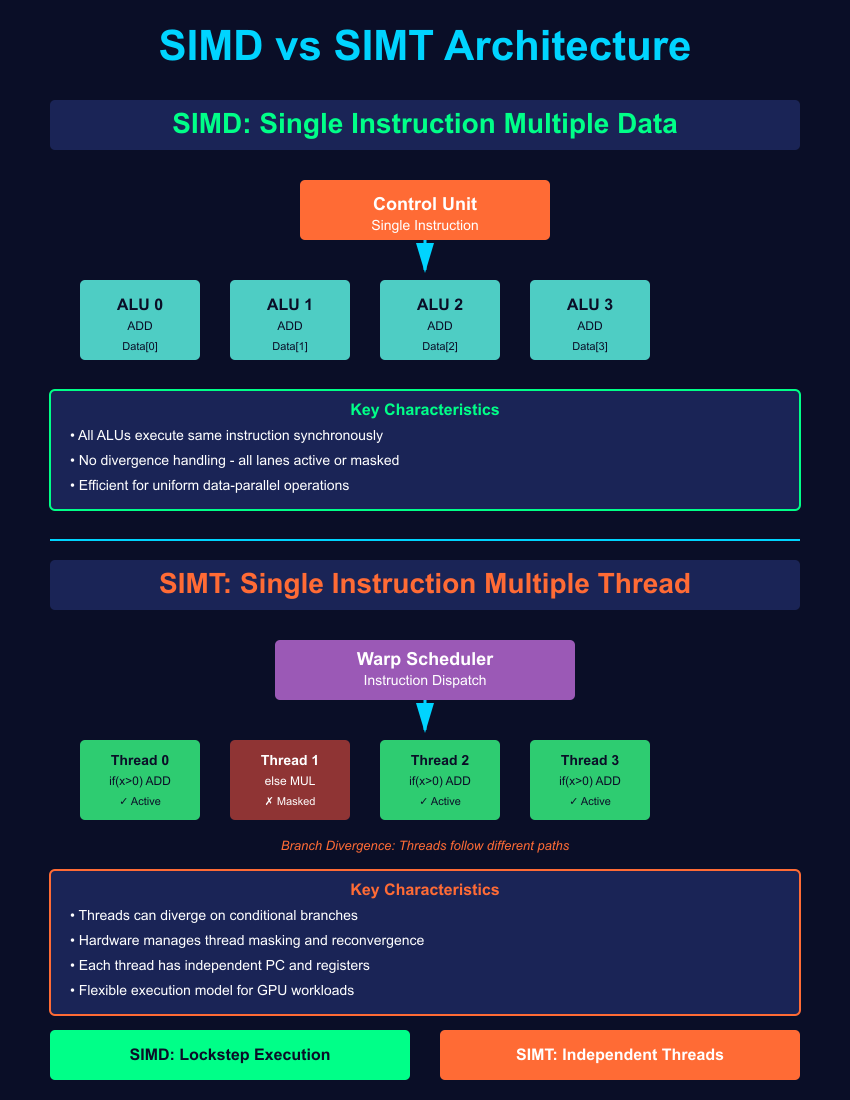 SIMD vs SIMT Architecture
SIMD: Single Instruction Multiple Data
Control Unit
Single Instruction
ALU 0 ALU 1 ALU 2 ALU 3
ADD ADD ADD ADD
Data[0] Data[1] Data[2] Data[3]
Key Characteristics
• All ALUs execute same instruction synchronously
• No divergence handling - all lanes active or masked
• Efficient for uniform data-parallel operations
SIMT: Single Instruction Multiple Thread
Warp Scheduler
Instruction Dispatch
Thread 0 Thread 1 Thread 2 Thread 3
if(x>0) ADD else MUL if(x>0) ADD if(x>0) ADD
✓ Active ✗ Masked ✓ Active ✓ Active
Branch Divergence: Threads follow different paths
Key Characteristics
• Threads can diverge on conditional branches
• Hardware manages thread masking and reconvergence
• Each thread has independent PC and registers
• Flexible execution model for GPU workloads
SIMD: Lockstep Execution SIMT: Independent Threads